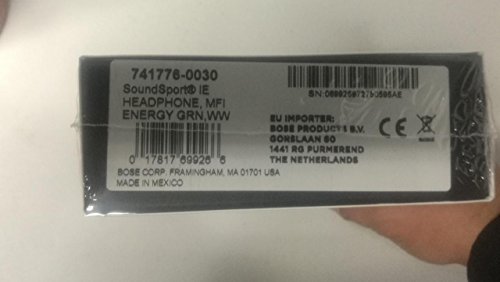 741776-0030
SoundSport® IE
HEADPHONE, MFI
ENERGY GRN,WW
0 17817 69926 6
BOSE CORP. FRAMINGHAM, MA 01701 USA
MADE IN MEXICO
EU IMPORTER:
BOSE PRODUCTS B.V.
GORSLAAN 60
1441 RG PURMEREND
THE NETHERLANDS
CE